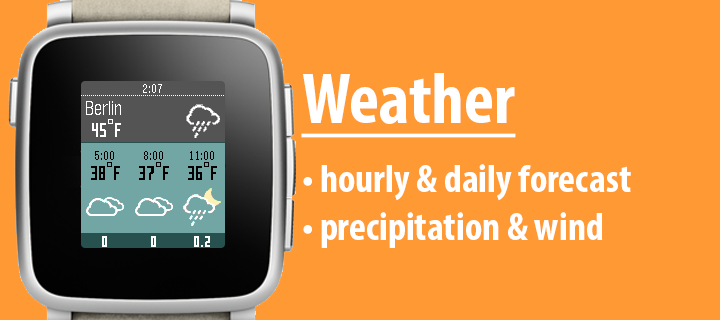 2:07
Berlin
45°F
5:00 8:00 11:00
38°F 37°F 36°F
0 0 0.2
Weather
• hourly & daily forecast
• precipitation & wind